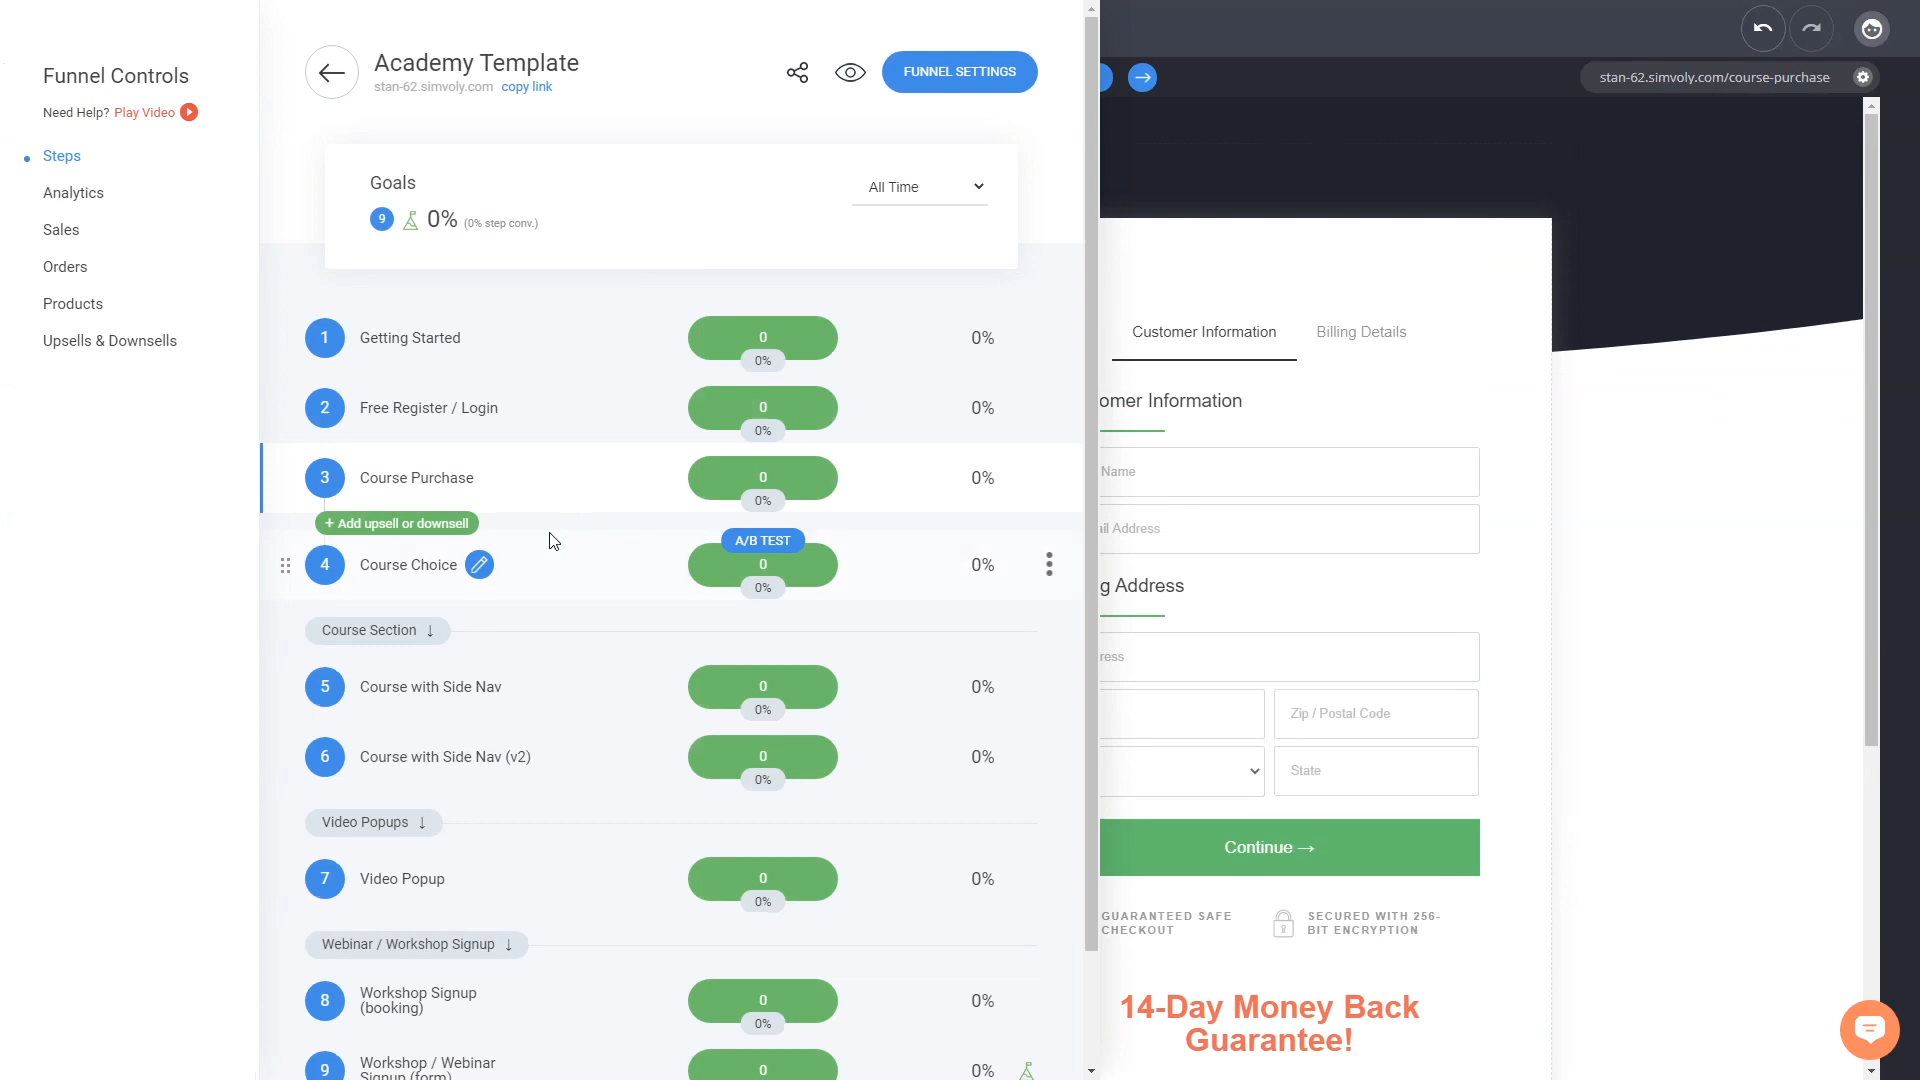 Funnel Controls
Need Help? Play Video
Steps
Analytics
Sales
Orders
Products
Upsells & Downsells
Academy Template
stan-62.simvoly.com copy link
FUNNEL SETTINGS
Goals
All Time
9 0% (0% step conv.)
1 Getting Started 0 0%
0%
2 Free Register / Login 0 0%
0%
3 Course Purchase 0 0%
0%
+ Add upsell or downsell
A/B TEST
4 Course Choice 0 0%
0%
Course Section ↓
5 Course with Side Nav 0 0%
0%
6 Course with Side Nav (v2) 0 0%
0%
Video Popups ↓
7 Video Popup 0 0%
0%
Webinar / Workshop Signup ↓
8 Workshop Signup
(booking) 0 0%
0%
9 Workshop / Webinar
Signup (form) 0 0%
stan-62.simvoly.com/course-purchase
Customer Information Billing Details
omer Information
Name
ail Address
g Address
ress
Zip / Postal Code
State
Continue →
GUARANTEED SAFE
CHECKOUT
SECURED WITH 256-
BIT ENCRYPTION
14-Day Money Back
Guarantee!